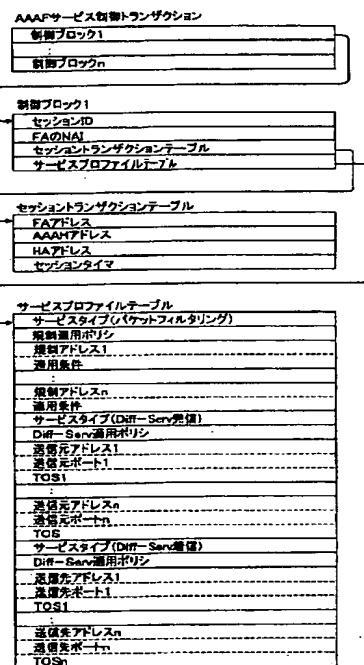 AAAFサービス制御トランザクション
制御ブロック1
:
制御ブロックn
制御ブロック1
セッションID
FAのNAI
セッショントランザクションテーブル
サービスプロファイルテーブル
セッショントランザクションテーブル
FAアドレス
AAAHアドレス
HAアドレス
セッションタイマ
サービスプロファイルテーブル
サービスタイプ(パケットフィルタリング)
規制適用ポリシ
規制アドレス1
適用条件
:
規制アドレスn
適用条件
サービスタイプ(Diff-Serv発信)
Diff-Serv適用ポリシ
送信元アドレス1
送信元ポート1
TOS1
:
送信元アドレスn
送信元ポートn
TOS
サービスタイプ(Diff-Serv着信)
Diff-Serv適用ポリシ
送信先アドレス1
送信先ポート1
TOS1
:
送信先アドレスn
送信先ポートn
TOSn